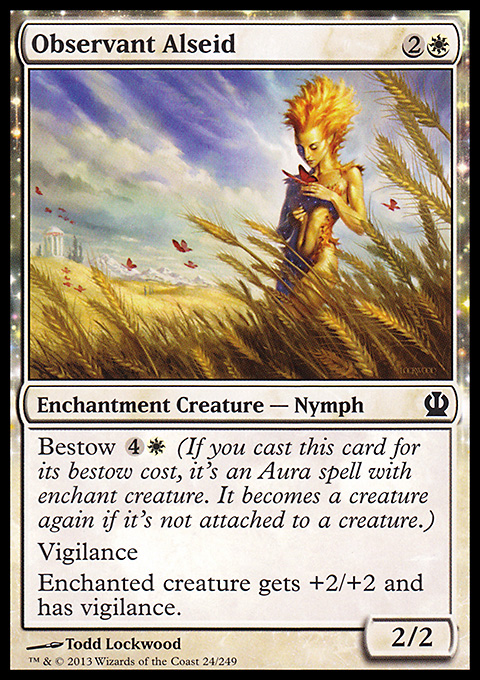 Observant Alseid 2
LOCKWOOD
Enchantment Creature — Nymph
Bestow 4 (If you cast this card for
its bestow cost, it's an Aura spell with
enchant creature. It becomes a creature
again if it's not attached to a creature.)
Vigilance
Enchanted creature gets +2/+2 and
has vigilance.
2/2
Todd Lockwood
™ & © 2013 Wizards of the Coast 24/249